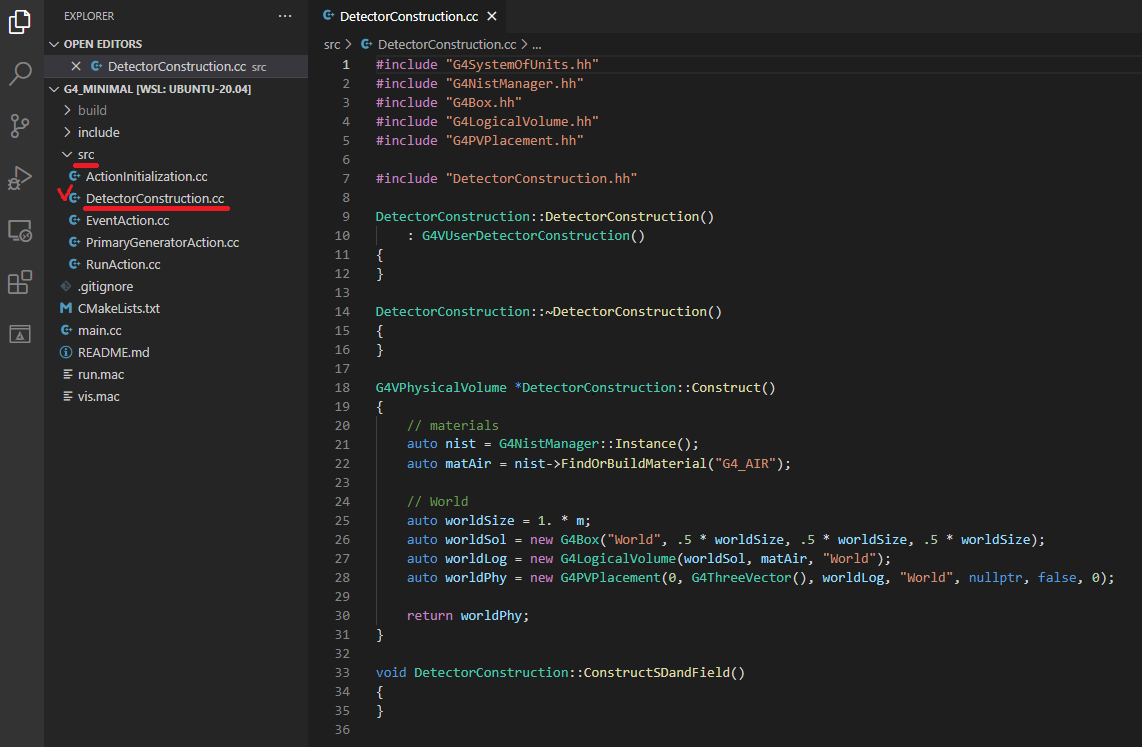 EXPLORER
···
OPEN EDITORS
DetectorConstruction.cc src
G4_MINIMAL [WSL: UBUNTU-20.04]
build
include
src
ActionInitialization.cc
DetectorConstruction.cc
EventAction.cc
PrimaryGeneratorAction.cc
RunAction.cc
.gitignore
CMakeLists.txt
main.cc
README.md
run.mac
vis.mac
DetectorConstruction.cc
src > DetectorConstruction.cc > ...
1 #include "G4SystemOfUnits.hh"
2 #include "G4NistManager.hh"
3 #include "G4Box.hh"
4 #include "G4LogicalVolume.hh"
5 #include "G4PVPlacement.hh"
6
7 #include "DetectorConstruction.hh"
8
9 DetectorConstruction::DetectorConstruction()
10     : G4VUserDetectorConstruction()
11 {
12 }
13
14 DetectorConstruction::~DetectorConstruction()
15 {
16 }
17
18 G4VPhysicalVolume *DetectorConstruction::Construct()
19 {
20     // materials
21     auto nist = G4NistManager::Instance();
22     auto matAir = nist->FindOrBuildMaterial("G4_AIR");
23
24     // World
25     auto worldSize = 1. * m;
26     auto worldSol = new G4Box("World", .5 * worldSize, .5 * worldSize, .5 * worldSize);
27     auto worldLog = new G4LogicalVolume(worldSol, matAir, "World");
28     auto worldPhy = new G4PVPlacement(0, G4ThreeVector(), worldLog, "World", nullptr, false, 0);
29
30     return worldPhy;
31 }
32
33 void DetectorConstruction::ConstructSDandField()
34 {
35 }
36